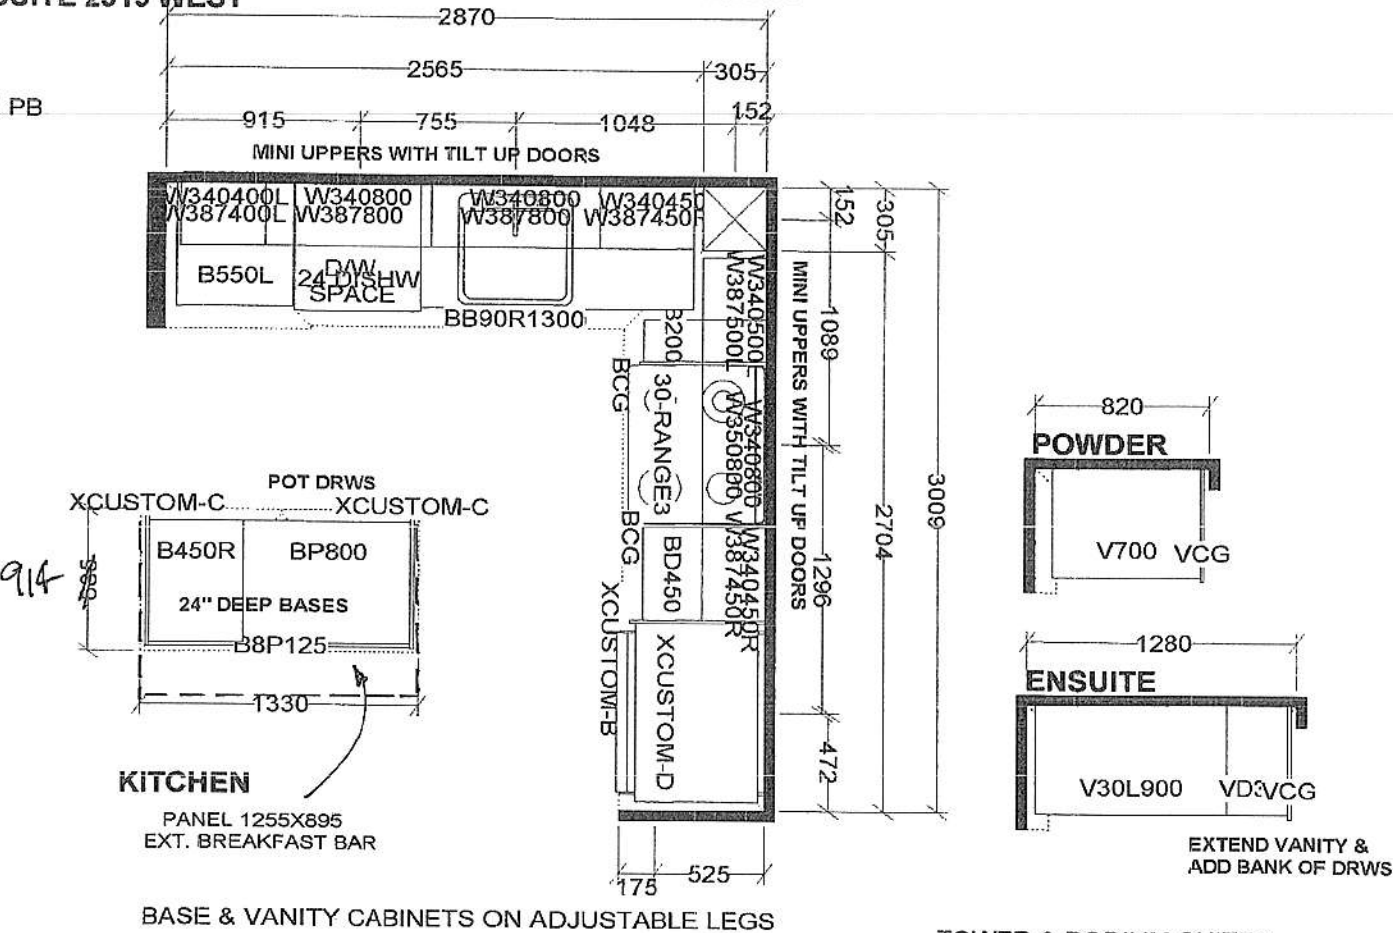 2870
2565 305
PB
915 755 1048 152
MINI UPPERS WITH TILT UP DOORS
W340400L W340800 W340800 W340450
W387400L W387800 W387800 W387450R
152
305
B550L
D/W
24 DISHW
SPACE
BB90R1300
B200
W340500L
W387500L
MINI UPPERS WITH TILT UP DOORS
1089
BCG
30-RANGE3
W340800
W350800
3009
2704
820
POWDER
V700 VCG
POT DRWS
XCUSTOM-C XCUSTOM-C
B450R BP800
914
24" DEEP BASES
B8P125
1330
BCG
BD450
W340450R
W387450R
1296
XCUSTOM-B
XCUSTOM-D
472
1280
ENSUITE
V30L900 VCG
EXTEND VANITY &
ADD BANK OF DRWS
KITCHEN
PANEL 1255X895
EXT. BREAKFAST BAR
175 525
BASE & VANITY CABINETS ON ADJUSTABLE LEGS